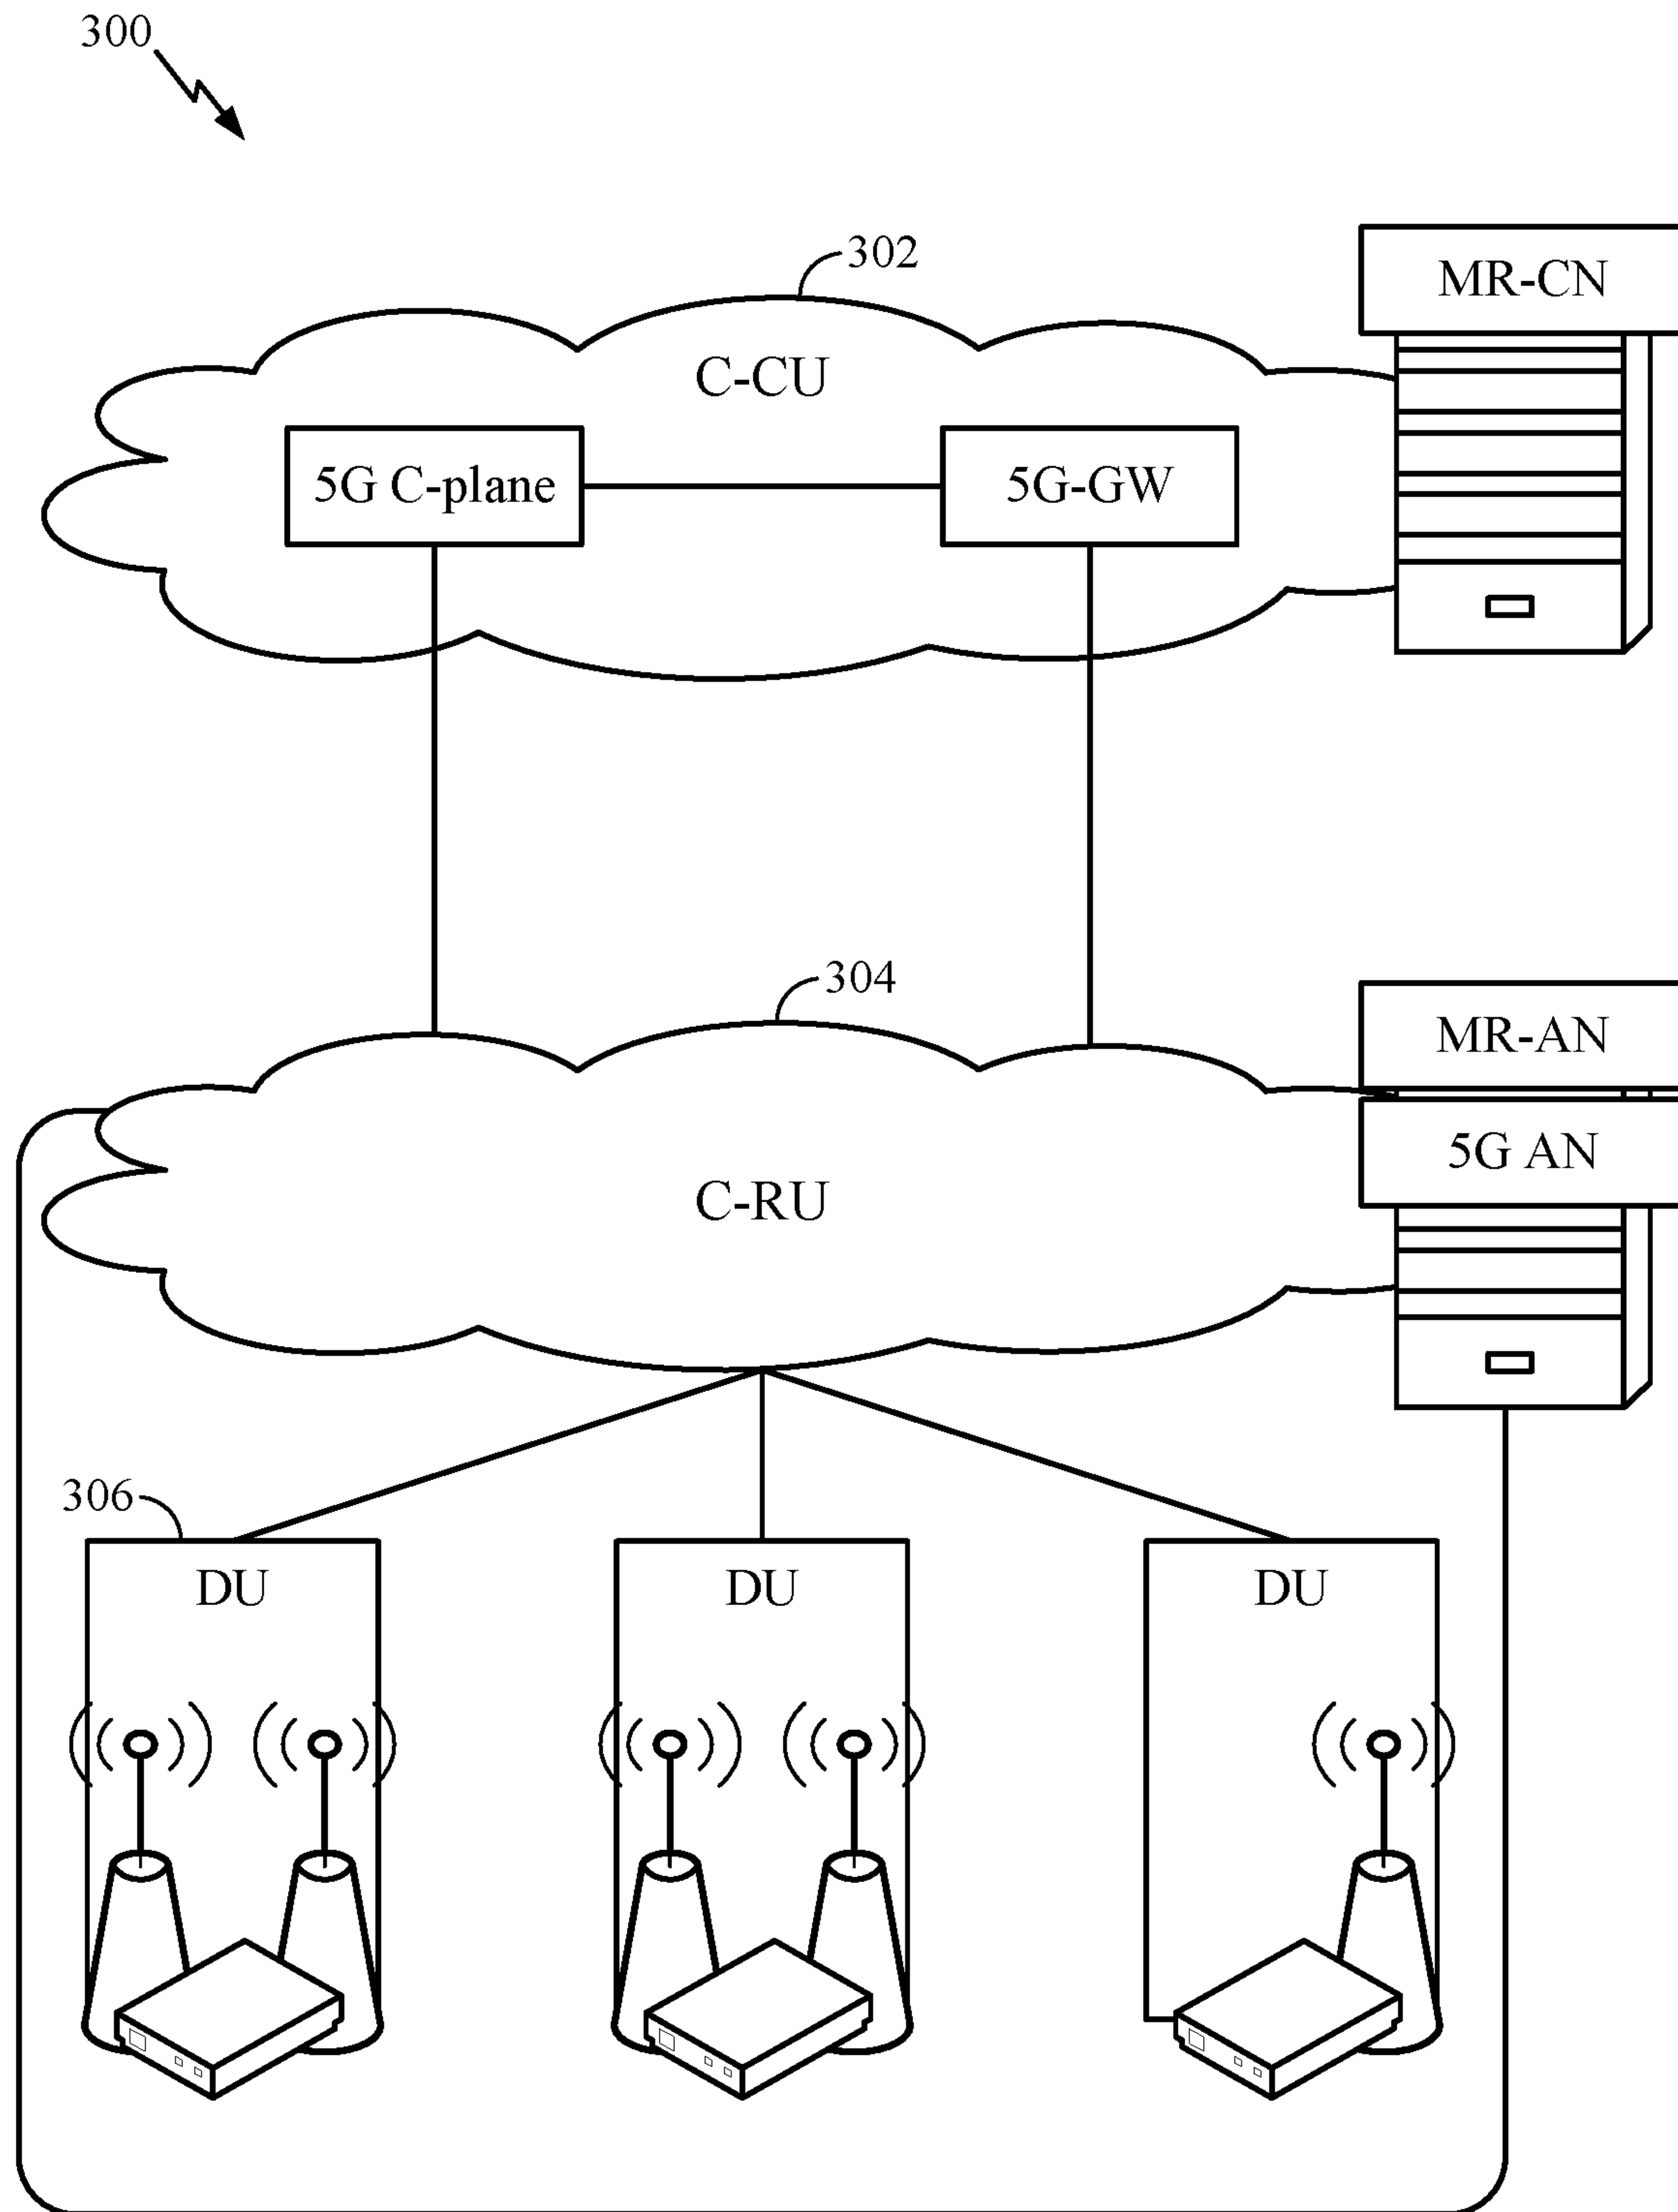 300
302
MR-CN
C-CU
5G C-plane
5G-GW
304
MR-AN
5G AN
C-RU
306
DU
DU
DU